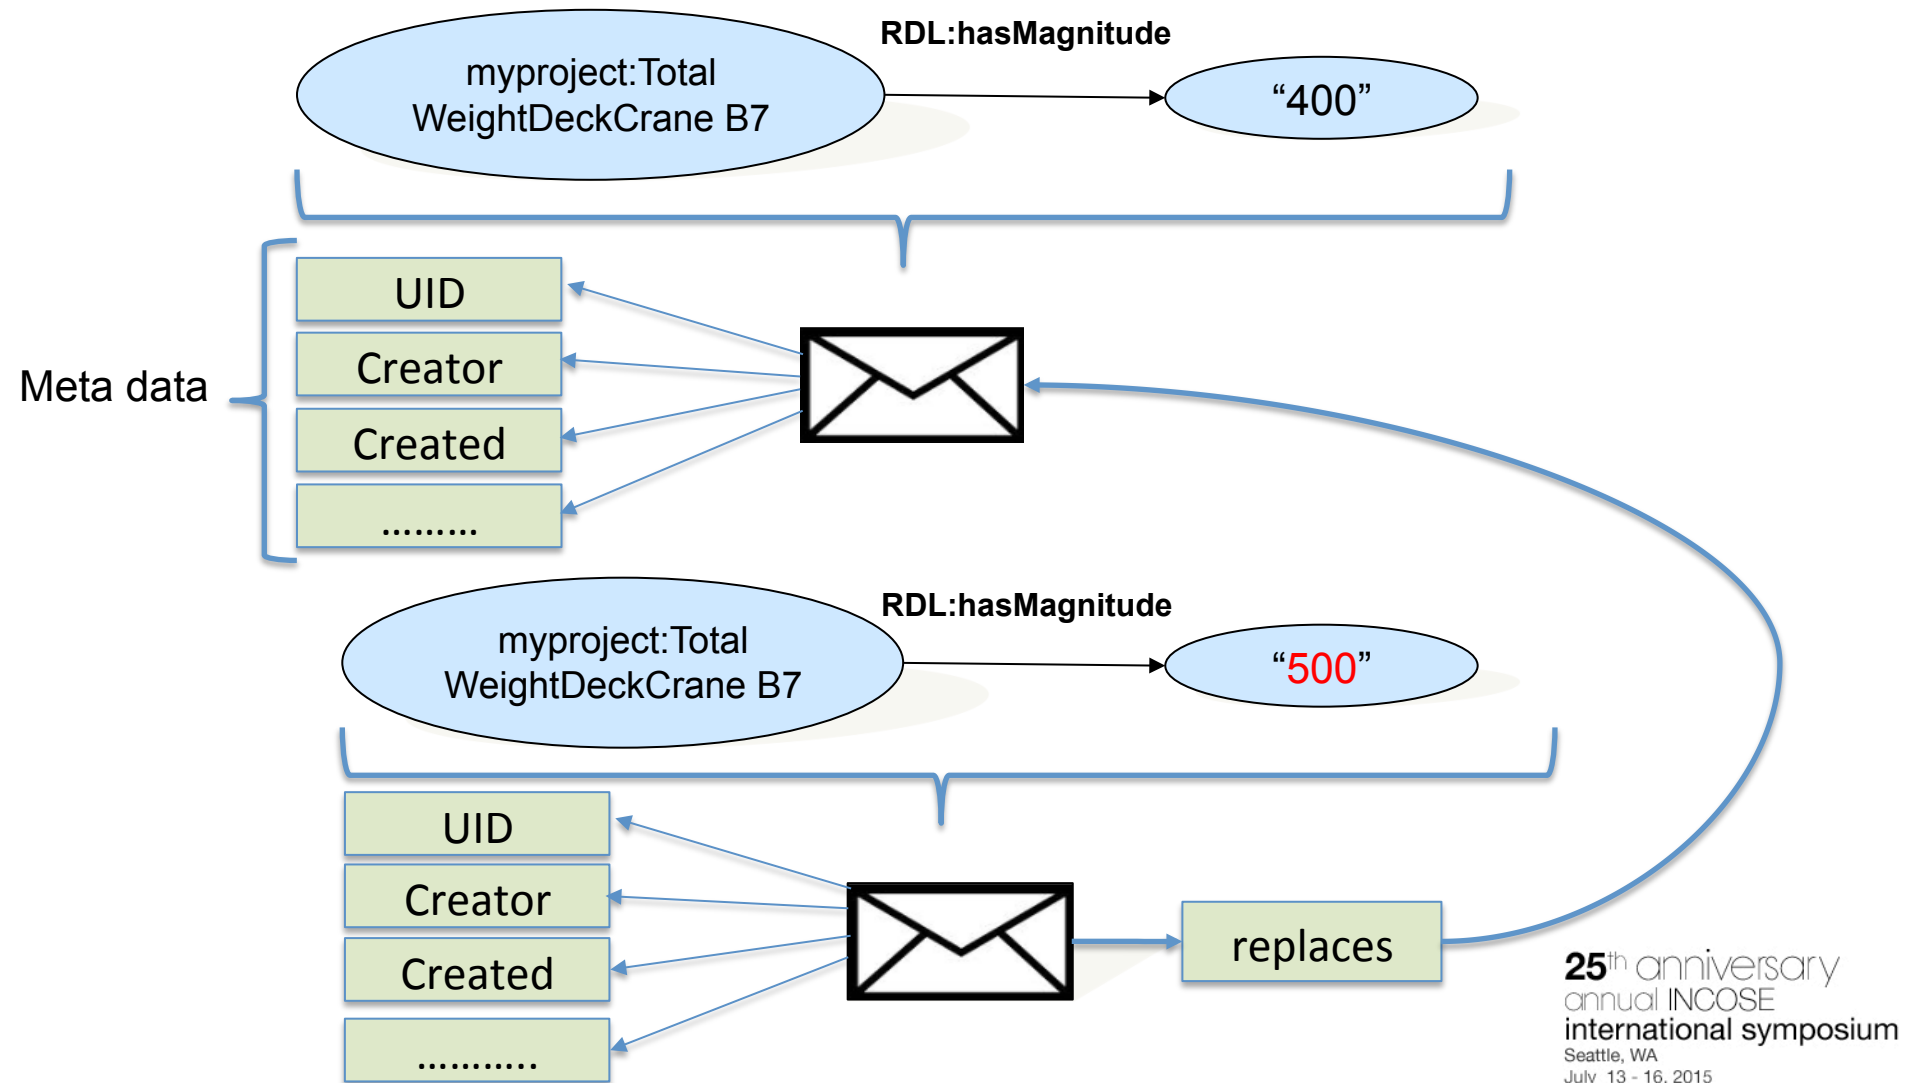 RDL:hasMagnitude
myproject:Total
WeightDeckCrane B7
“400”
UID
Creator
Meta data
Created
.........
RDL:hasMagnitude
myproject:Total
WeightDeckCrane B7
“500”
UID
Creator
Created
replaces
...........
25th anniversary
annual INCOSE
international symposium
Seattle, WA
July 13 - 16, 2015